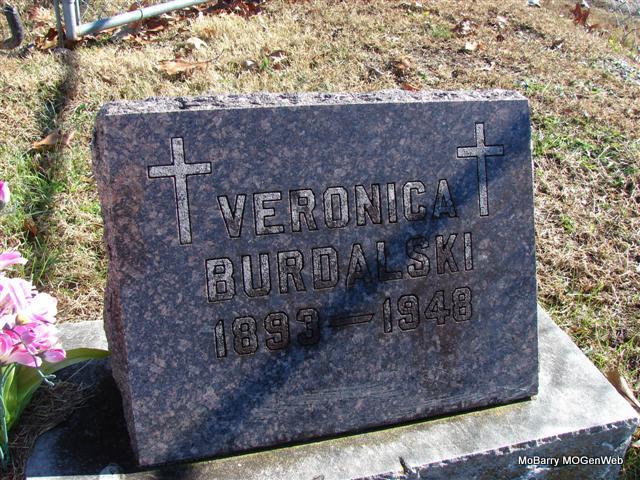 VERONICA
BURDALSKI
1893 — 1948
MoBarry MOGenWeb